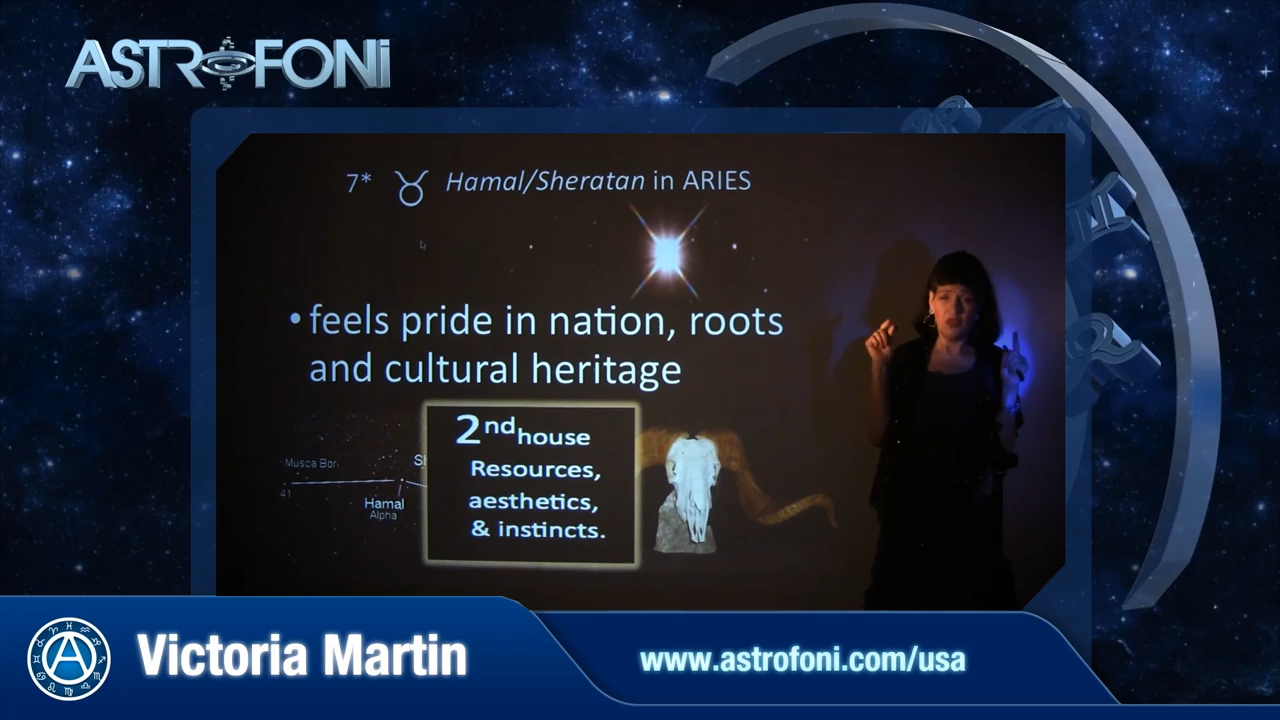 ASTROFONi
7* ♉ Hamal/Sheratan in ARIES
• feels pride in nation, roots
and cultural heritage
2nd house
Resources,
aesthetics,
& instincts.
Musca Bor
41
Hamal
Alpha
Victoria Martin
www.astrofoni.com/usa